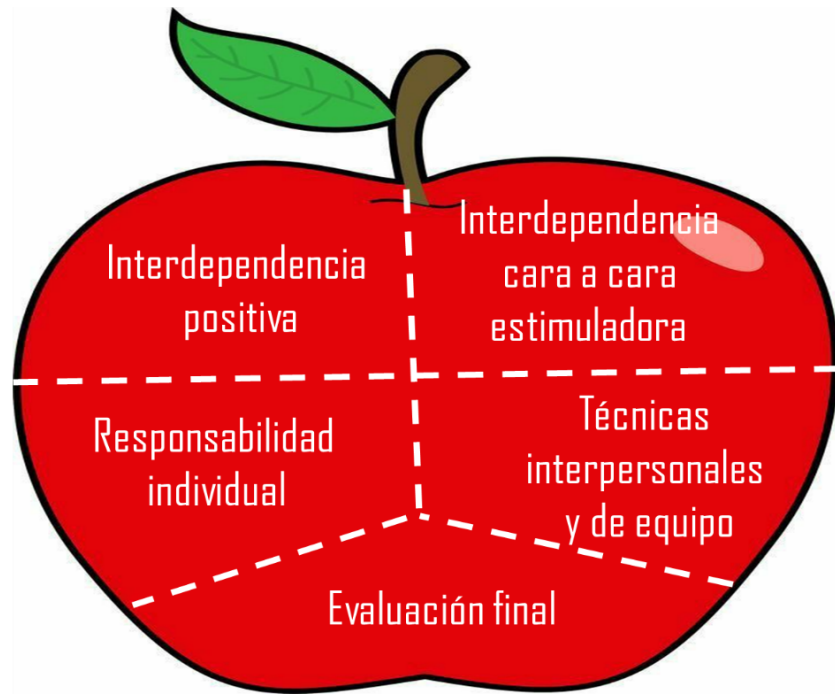 Interdependencia
positiva
Interdependencia
cara a cara
estimuladora
Responsabilidad
individual
Técnicas
interpersonales
y de equipo
Evaluación final